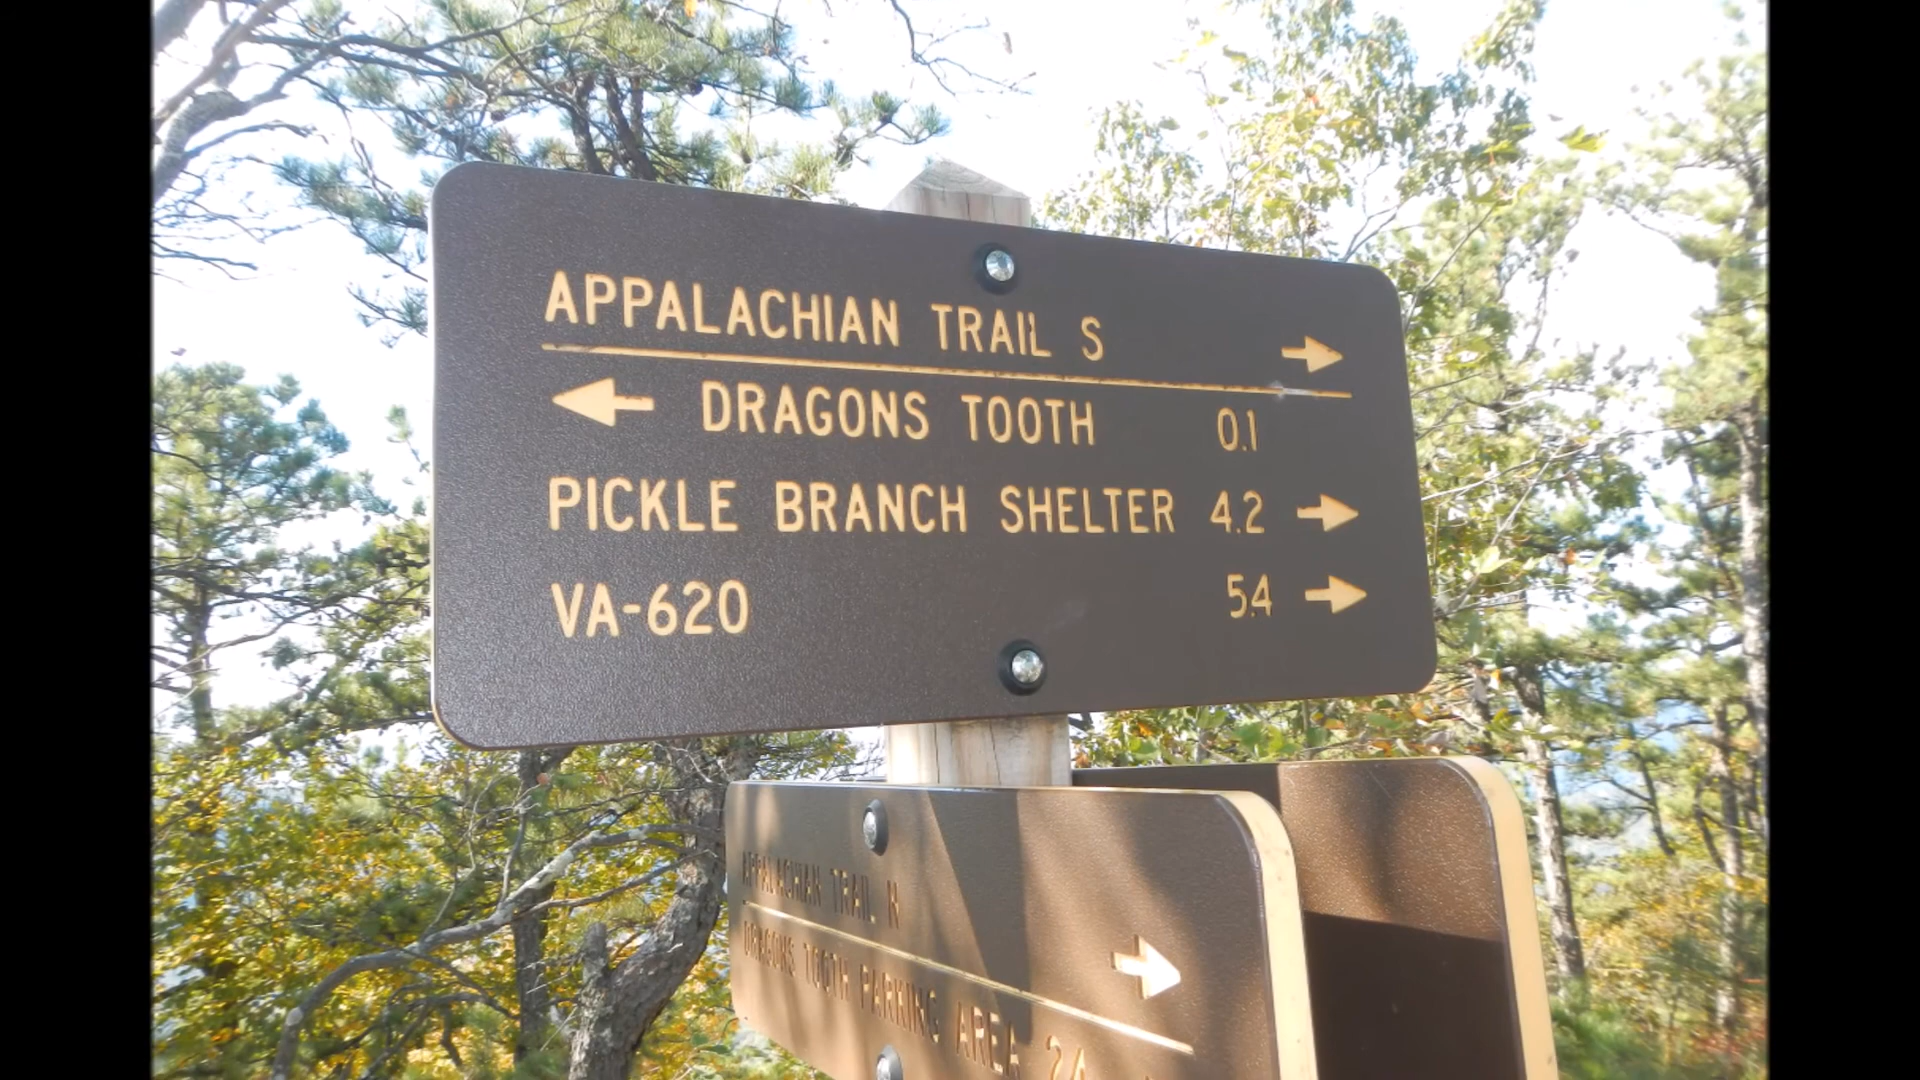 APPALACHIAN TRAIL S →
← DRAGONS TOOTH 0.1
PICKLE BRANCH SHELTER 4.2 →
VA-620 5.4 →
APPALACHIAN TRAIL N →
DRAGONS TOOTH PARKING AREA